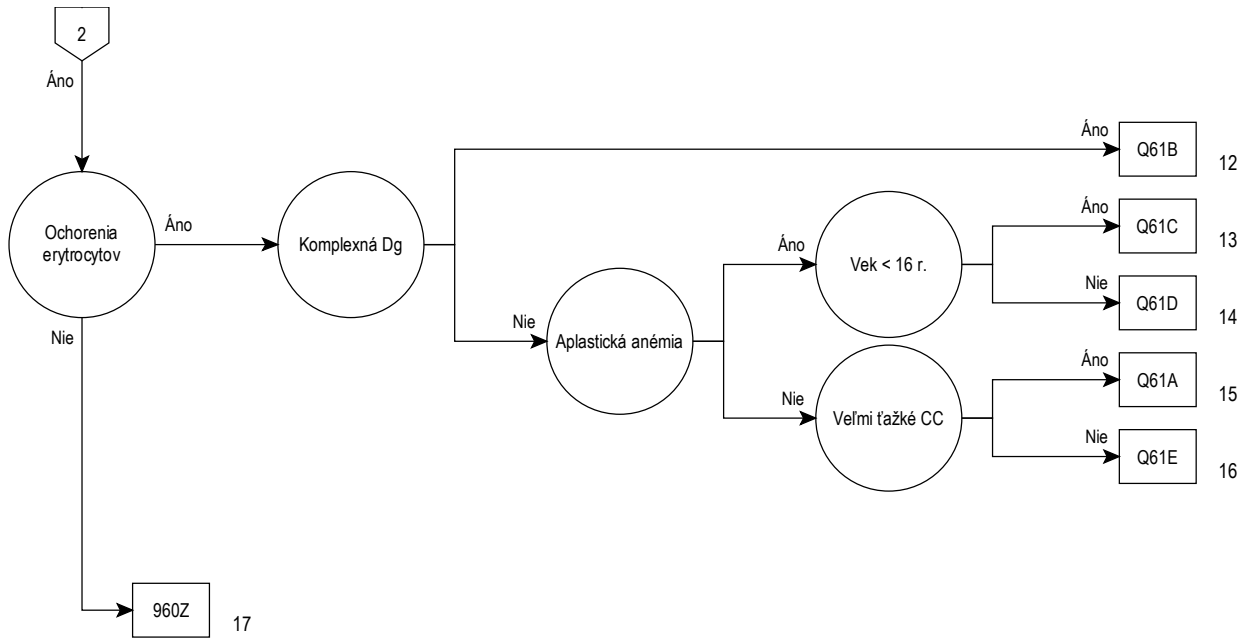 2
Áno
Áno
Q61B
12
Ochorenia
erytrocytov
Áno
Komplexná Dg
Áno
Vek < 16 r.
Áno
Q61C
13
Nie
Q61D
14
Nie
Nie
Aplastická anémia
Nie
Veľmi ťažké CC
Áno
Q61A
15
Nie
Q61E
16
960Z
17